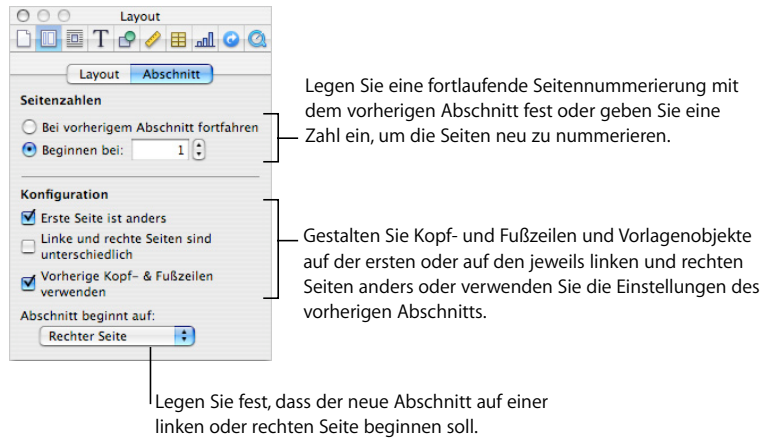 Layout
T
Layout Abschnitt
Seitenzahlen
Bei vorherigem Abschnitt fortfahren
Beginnen bei: 1
Legen Sie eine fortlaufende Seitennummerierung mit
dem vorherigen Abschnitt fest oder geben Sie eine
Zahl ein, um die Seiten neu zu nummerieren.
Konfiguration
Erste Seite ist anders
Linke und rechte Seiten sind
unterschiedlich
Vorherige Kopf- & Fußzeilen
verwenden
Gestalten Sie Kopf- und Fußzeilen und Vorlagenobjekte
auf der ersten oder auf den jeweils linken und rechten
Seiten anders oder verwenden Sie die Einstellungen des
vorherigen Abschnitts.
Abschnitt beginnt auf:
Rechter Seite
Legen Sie fest, dass der neue Abschnitt auf einer
linken oder rechten Seite beginnen soll.